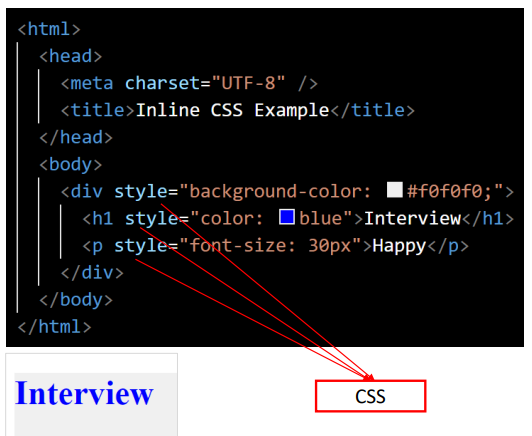 <html>
<head>
<meta charset="UTF-8" />
<title>Inline CSS Example</title>
</head>
<body>
<div style="background-color: #f0f0f0;">
<h1 style="color: blue">Interview</h1>
<p style="font-size: 30px">Happy</p>
</div>
</body>
</html>
Interview
CSS